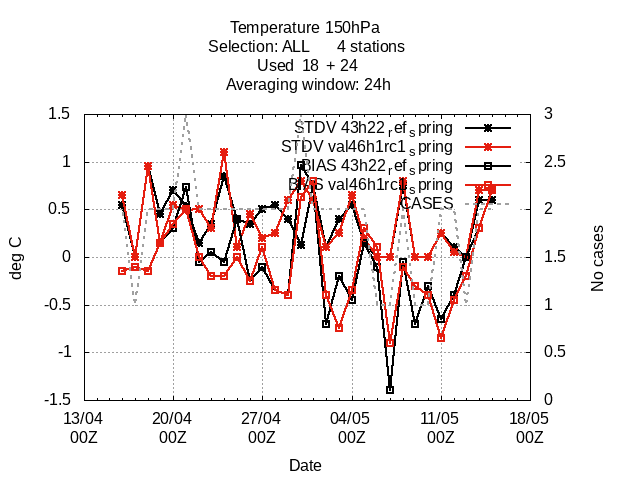 Temperature 150hPa
Selection: ALL 4 stations
Used 18 + 24
Averaging window: 24h
STDV 43h22_ref_spring
STDV val46h1rc1_spring
BIAS 43h22_ref_spring
BIAS val46h1rc1_spring
CASES
1.5
1
0.5
0
-0.5
-1
-1.5
deg C
3
2.5
2
1.5
1
0.5
0
No cases
13/04 20/04 27/04 04/05 11/05 18/05
00Z 00Z 00Z 00Z 00Z 00Z
Date